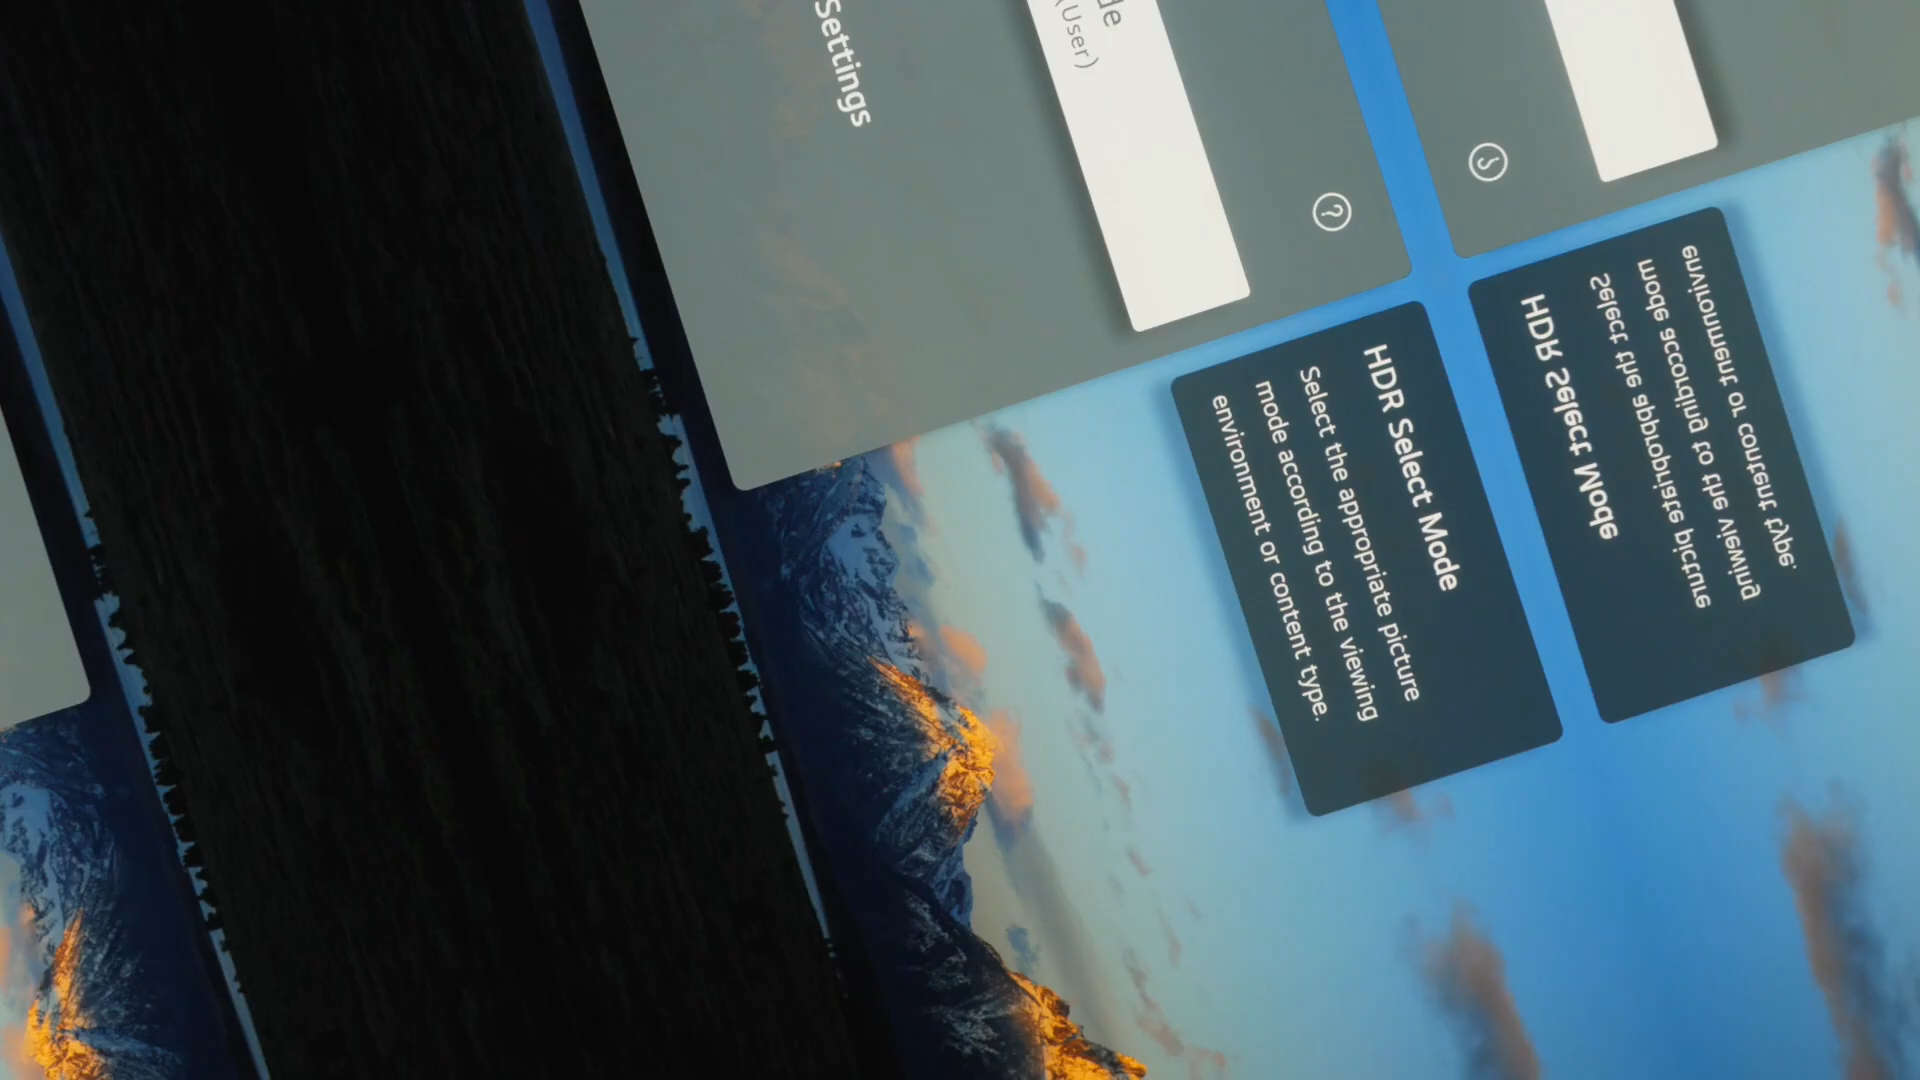 Settings
de
(User)
?
HDR Select Mode
Select the appropriate picture
mode according to the viewing
environment or content type.
?
HDR Select Mode
Select the appropriate picture
mode according to the viewing
environment or content type.